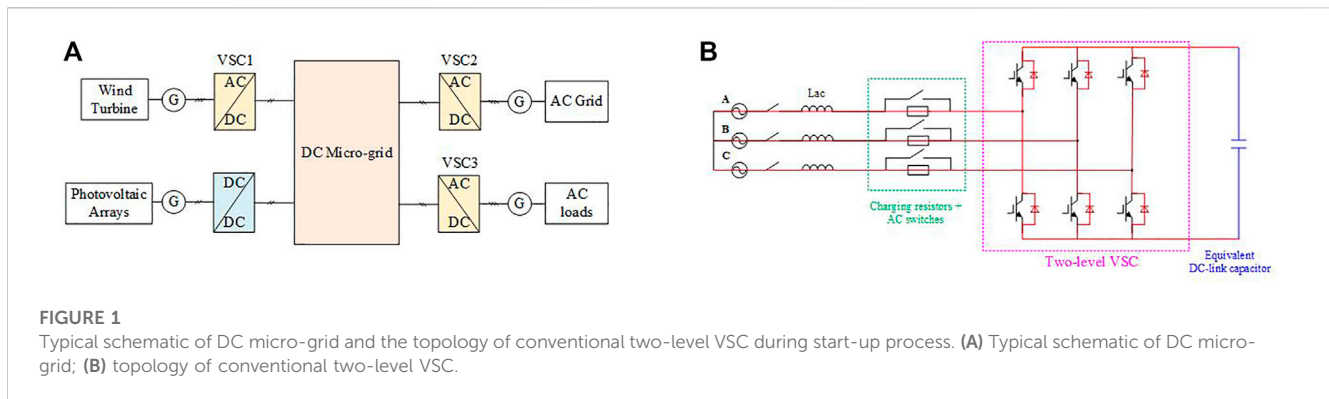 A
VSC1
VSC2
Wind
Turbine
G
AC
DC
DC Micro-grid
AC
DC
G
AC Grid
VSC3
Photovoltaic
Arrays
G
DC
DC
AC
DC
G
AC
loads
B
A
Lac
B
C
Charging resistors +
AC switches
Two-level VSC
Equivalent
DC-link capacitor
FIGURE 1
Typical schematic of DC micro-grid and the topology of conventional two-level VSC during start-up process. (A) Typical schematic of DC micro-
grid; (B) topology of conventional two-level VSC.